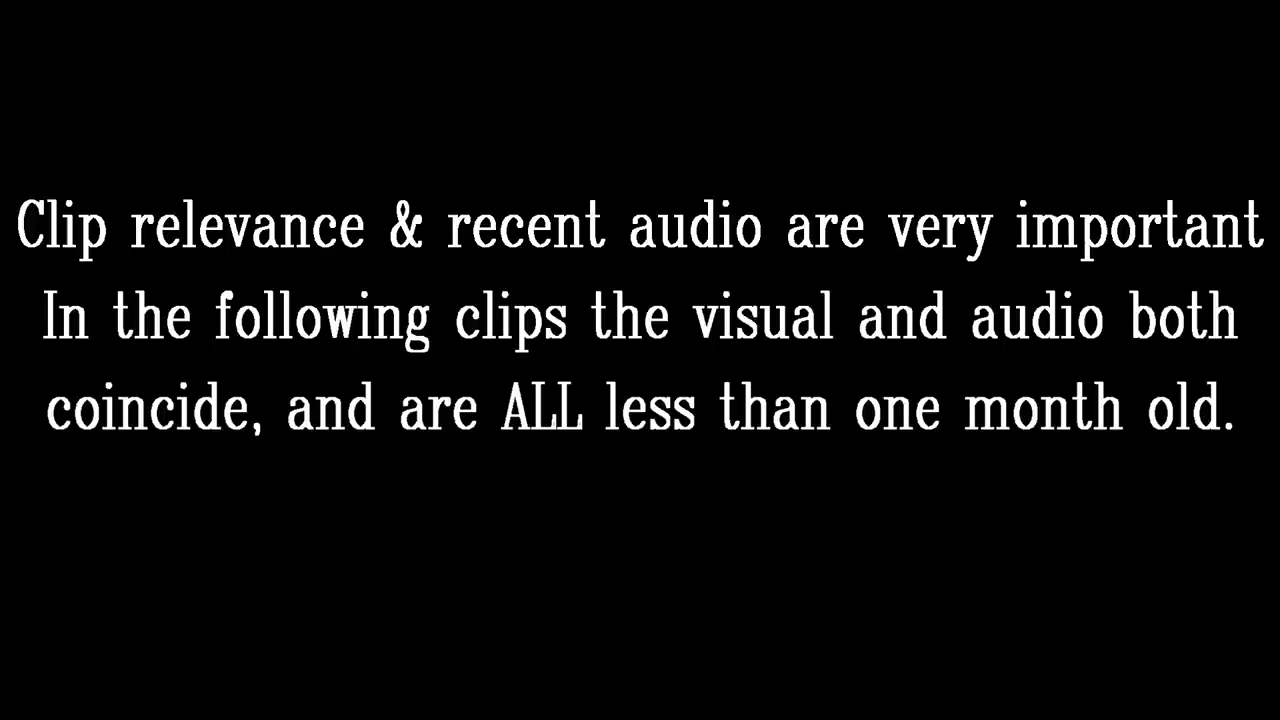 Clip relevance & recent audio are very important
In the following clips the visual and audio both
coincide, and are ALL less than one month old.